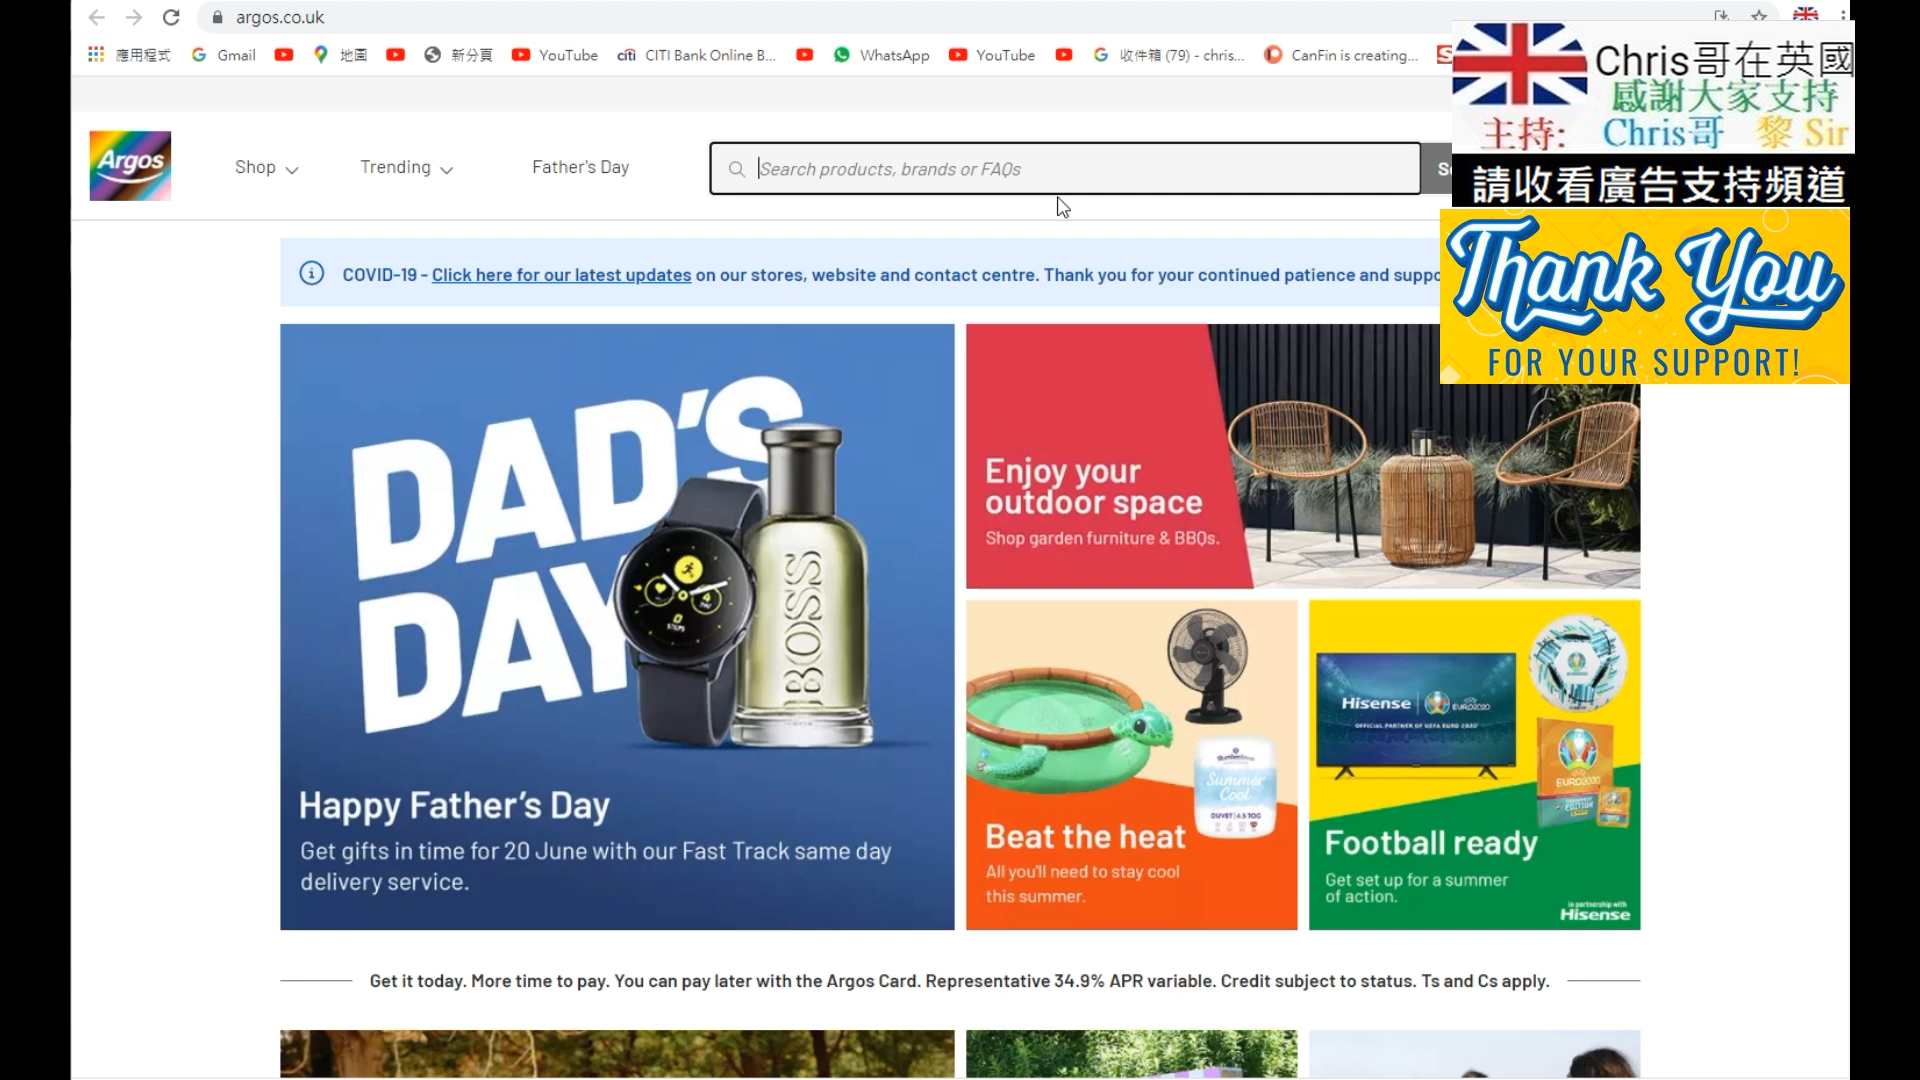 argos.co.uk
應用程式 Gmail 地圖 新分頁 YouTube CITI Bank Online B... WhatsApp YouTube 收件箱 (79) - chris... CanFin is creating...
Chris哥在英國
感謝大家支持
主持: Chris哥 黎 Sir
請收看廣告支持頻道
Thank You
FOR YOUR SUPPORT!
Argos
Shop Trending Father's Day
Search products, brands or FAQs
COVID-19 - Click here for our latest updates on our stores, website and contact centre. Thank you for your continued patience and suppo
DAD'S
DAY
BOSS
Happy Father's Day
Get gifts in time for 20 June with our Fast Track same day
delivery service.
Enjoy your
outdoor space
Shop garden furniture & BBQs.
Summer
Cool
DUVET 4.5 TOG
Beat the heat
All you'll need to stay cool
this summer.
Hisense EURO2020
OFFICIAL PARTNER OF UEFA EURO 2020
EURO2020
Football ready
Get set up for a summer
of action.
in partnership with
Hisense
Get it today. More time to pay. You can pay later with the Argos Card. Representative 34.9% APR variable. Credit subject to status. Ts and Cs apply.